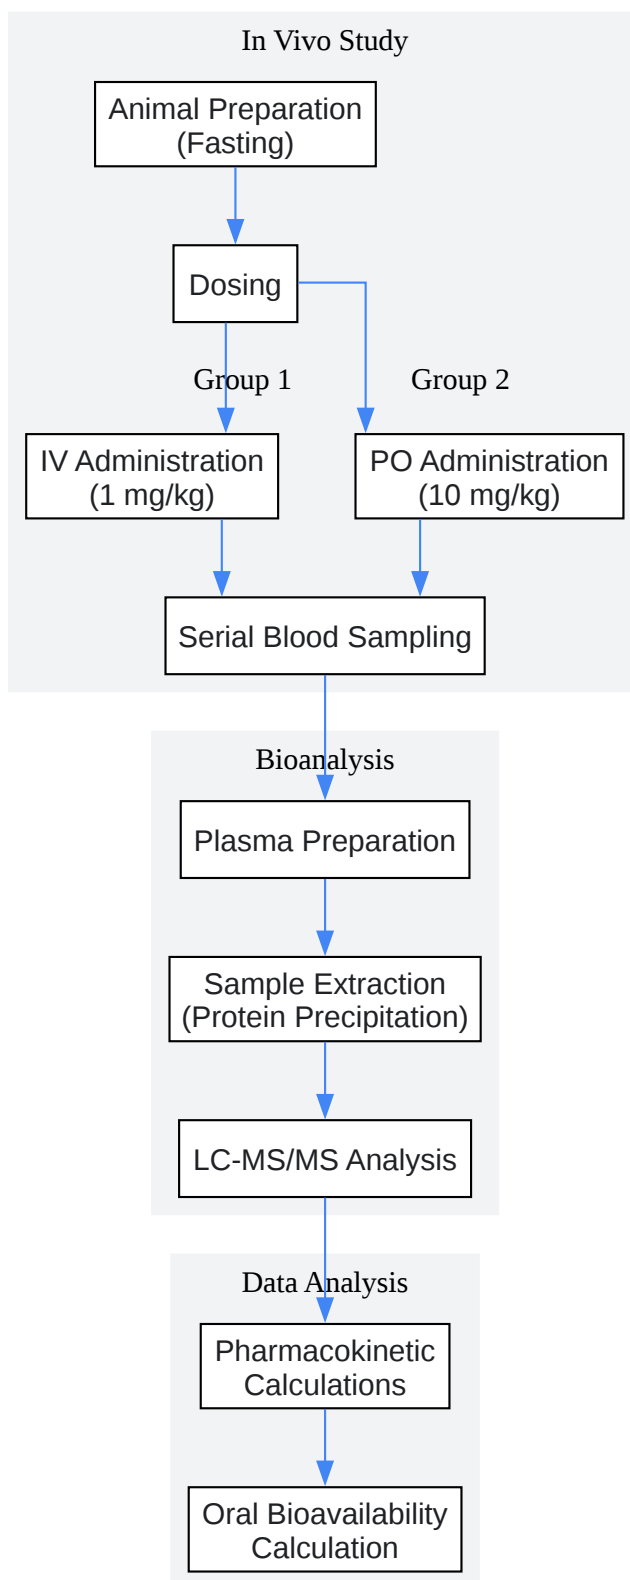 In Vivo Study
Animal Preparation
(Fasting)
Dosing
Group 1
Group 2
IV Administration
(1 mg/kg)
PO Administration
(10 mg/kg)
Serial Blood Sampling
Bioanalysis
Plasma Preparation
Sample Extraction
(Protein Precipitation)
LC-MS/MS Analysis
Data Analysis
Pharmacokinetic
Calculations
Oral Bioavailability
Calculation